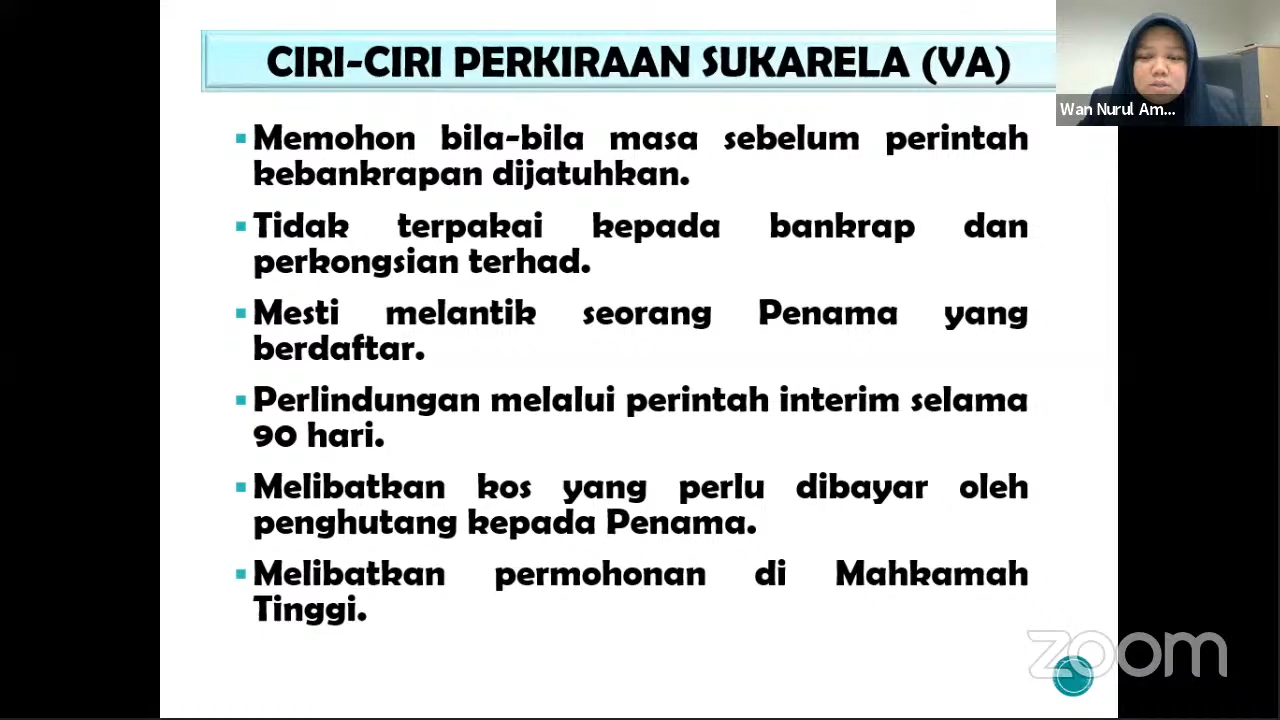 CIRI-CIRI PERKIRAAN SUKARELA (VA)
Wan Nurul Am...
▪ Memohon bila-bila masa sebelum perintah
kebankrapan dijatuhkan.
▪ Tidak terpakai kepada bankrap dan
perkongsian terhad.
▪ Mesti melantik seorang Penama yang
berdaftar.
▪ Perlindungan melalui perintah interim selama
90 hari.
▪ Melibatkan kos yang perlu dibayar oleh
penghutang kepada Penama.
▪ Melibatkan permohonan di Mahkamah
Tinggi.
zoom